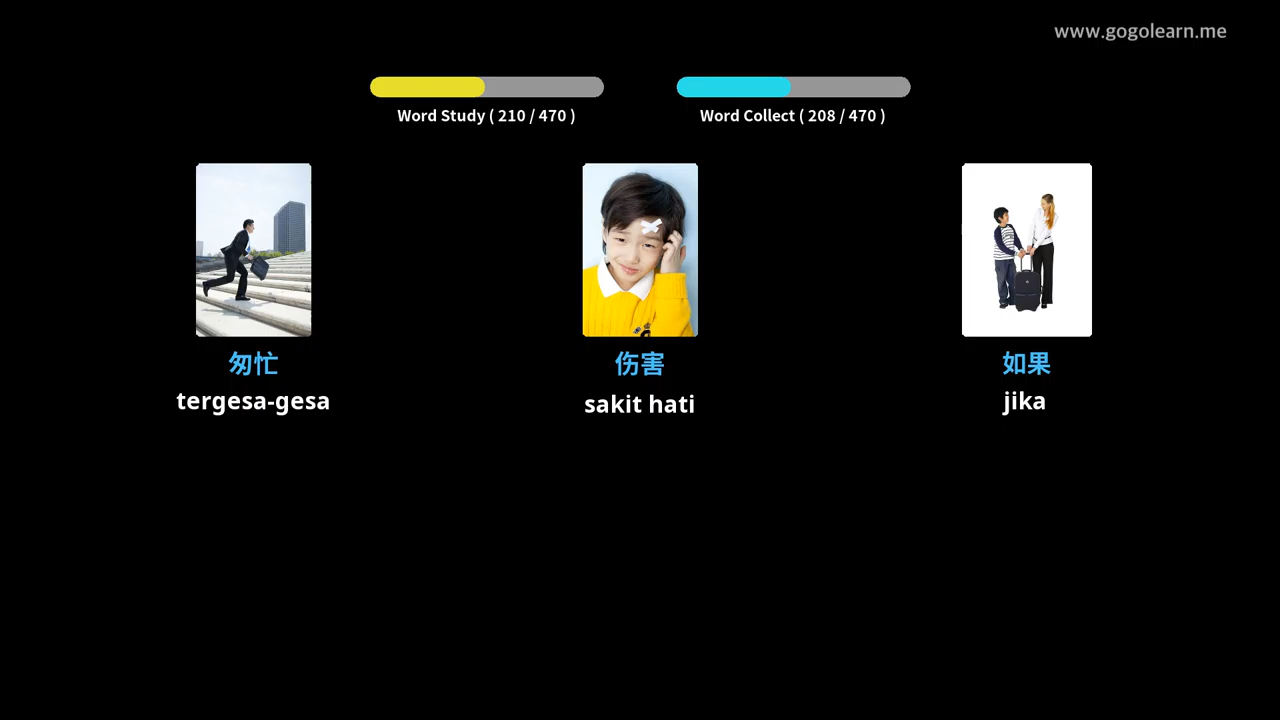 www.gogolearn.me
Word Study ( 210 / 470 )
Word Collect ( 208 / 470 )
匆忙
伤害
如果
tergesa-gesa
sakit hati
jika